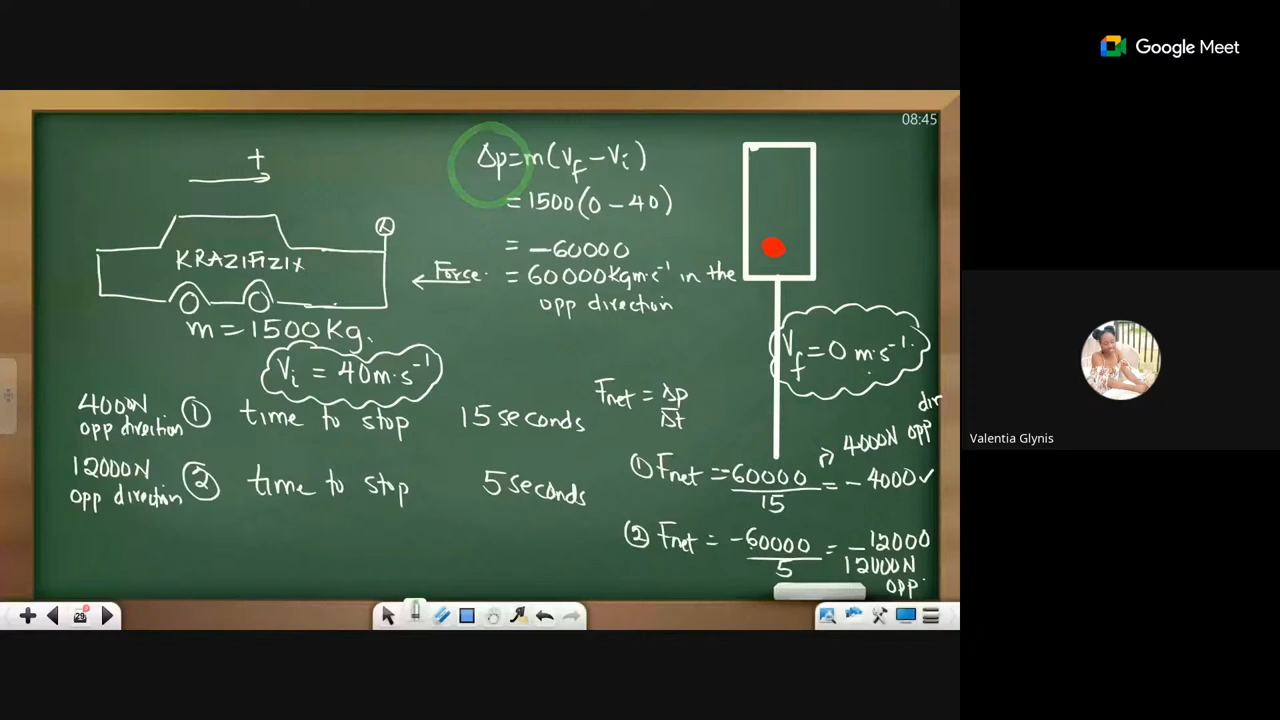 Google Meet
08:45
+
Δp = m(Vf - Vi)
= 1500(0 - 40)
= -60000
= 60000kgm·s⁻¹ in the
opp direction
Force
KRAZIFIZIX
m = 1500 Kg.
Vi = 40m·s⁻¹
Vf = 0 m·s⁻¹
4000N
opp direction
① time to stop 15 seconds
12000N
opp direction
② time to stop 5 seconds
Fnet = Δp/Δt
① Fnet = -60000/15 = -4000 ✓
4000N opp dir
② Fnet = -60000/5 = -12000
12000N
opp.
Valentia Glynis